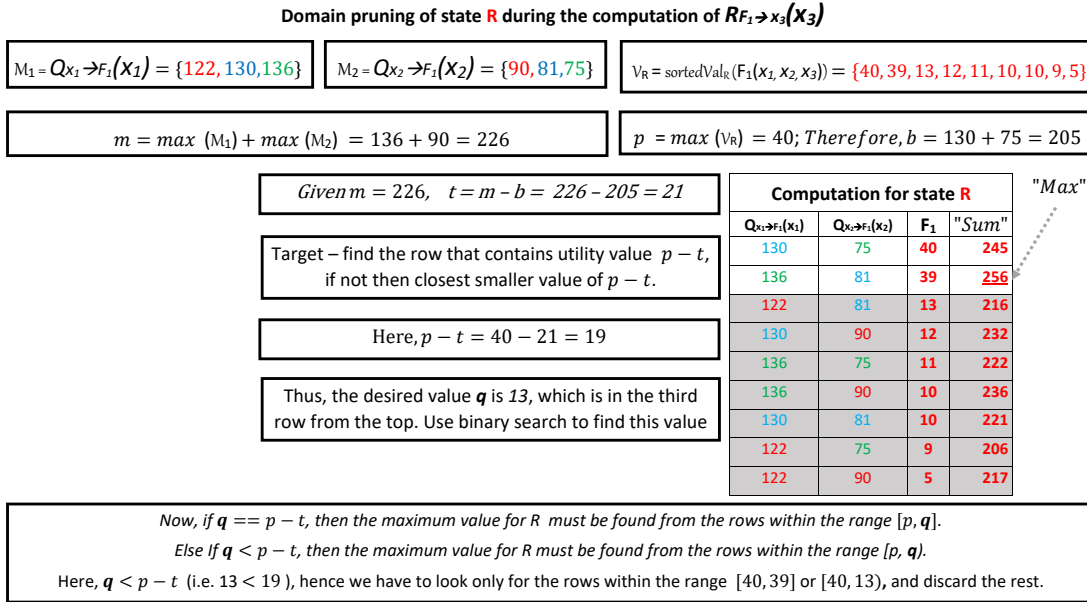 Domain pruning of state R during the computation of R_{F₁→x₃}(x₃)
M₁ = Q_{x₁→F₁}(x₁) = {122, 130,136}
M₂ = Q_{x₂→F₁}(x₂) = {90, 81,75}
V_R = sortedVal_R(F₁(x₁, x₂, x₃)) = {40, 39, 13, 12, 11, 10, 10, 9, 5}
m = max (M₁) + max (M₂) = 136 + 90 = 226
p = max (V_R) = 40; Therefore, b = 130 + 75 = 205
Given m = 226, t = m – b = 226 – 205 = 21
Target – find the row that contains utility value p − t,
if not then closest smaller value of p − t.
Here, p − t = 40 − 21 = 19
Thus, the desired value q is 13, which is in the third
row from the top. Use binary search to find this value
Computation for state R
"Max"
Q_{x₁→F₁}(x₁) Q_{x₂→F₁}(x₂) F₁ "Sum"
130 75 40 245
136 81 39 256
122 81 13 216
130 90 12 232
136 75 11 222
136 90 10 236
130 81 10 221
122 75 9 206
122 90 5 217
Now, if q == p − t, then the maximum value for R must be found from the rows within the range [p, q].
Else If q < p − t, then the maximum value for R must be found from the rows within the range [p, q).
Here, q < p − t (i.e. 13 < 19 ), hence we have to look only for the rows within the range [40, 39] or [40, 13), and discard the rest.